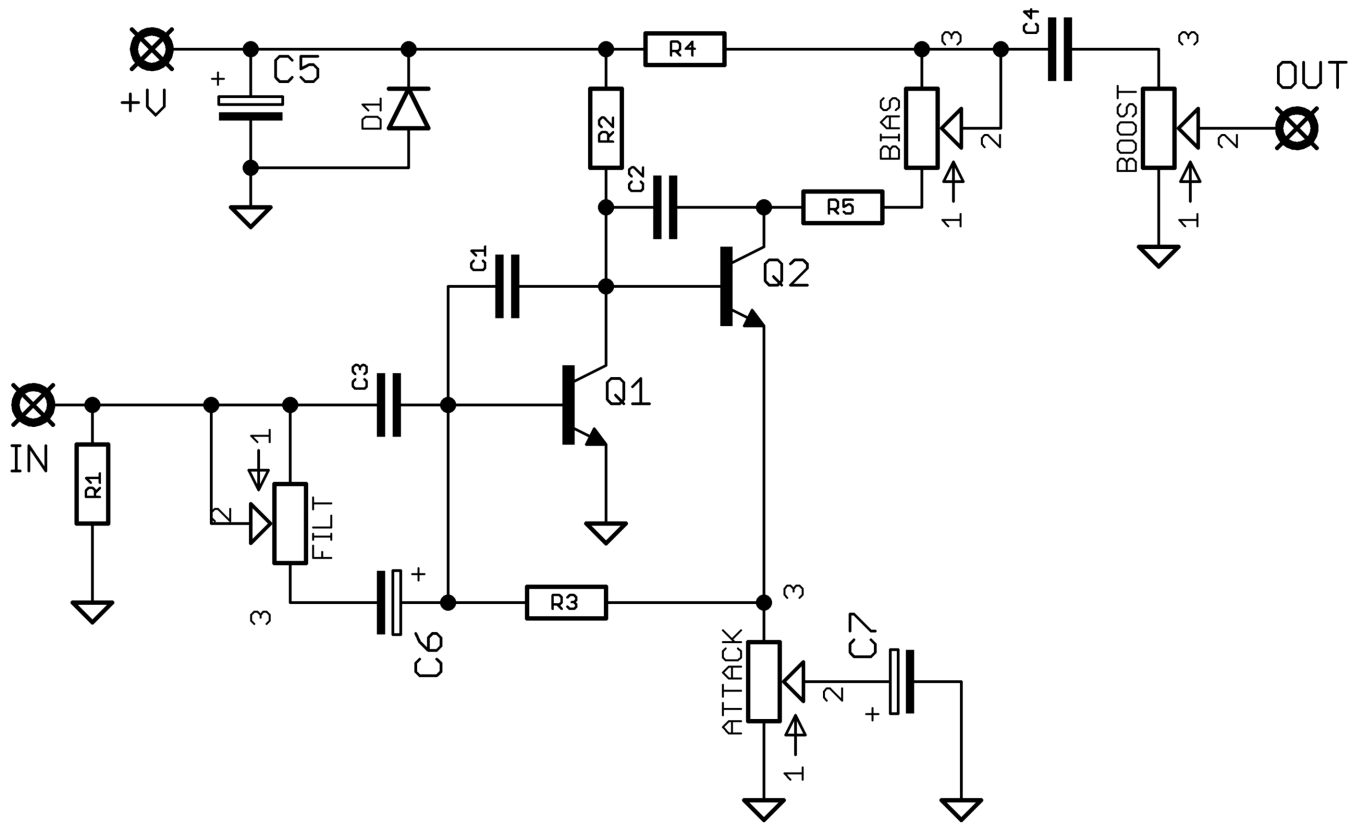 C4
3
3
R4
C5
+
OUT
+V
D1
R2
BIAS
2
BOOST
2
C2
R5
1
1
C1
Q2
C3
Q1
1
IN
R1
2
FILT
+
R3
3
3
C6
C7
ATTACK
2
+
1